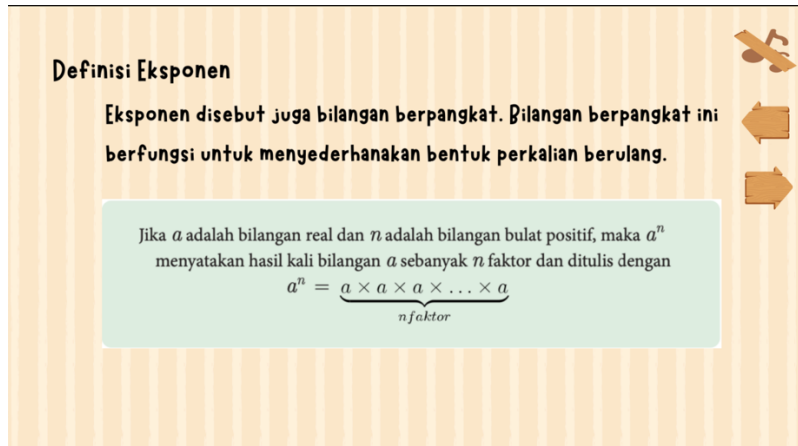 Definisi Eksponen
Eksponen disebut juga bilangan berpangkat. Bilangan berpangkat ini
berfungsi untuk menyederhanakan bentuk perkalian berulang.
Jika a adalah bilangan real dan n adalah bilangan bulat positif, maka aⁿ
menyatakan hasil kali bilangan a sebanyak n faktor dan ditulis dengan
aⁿ = a × a × a × . . . × a
n faktor